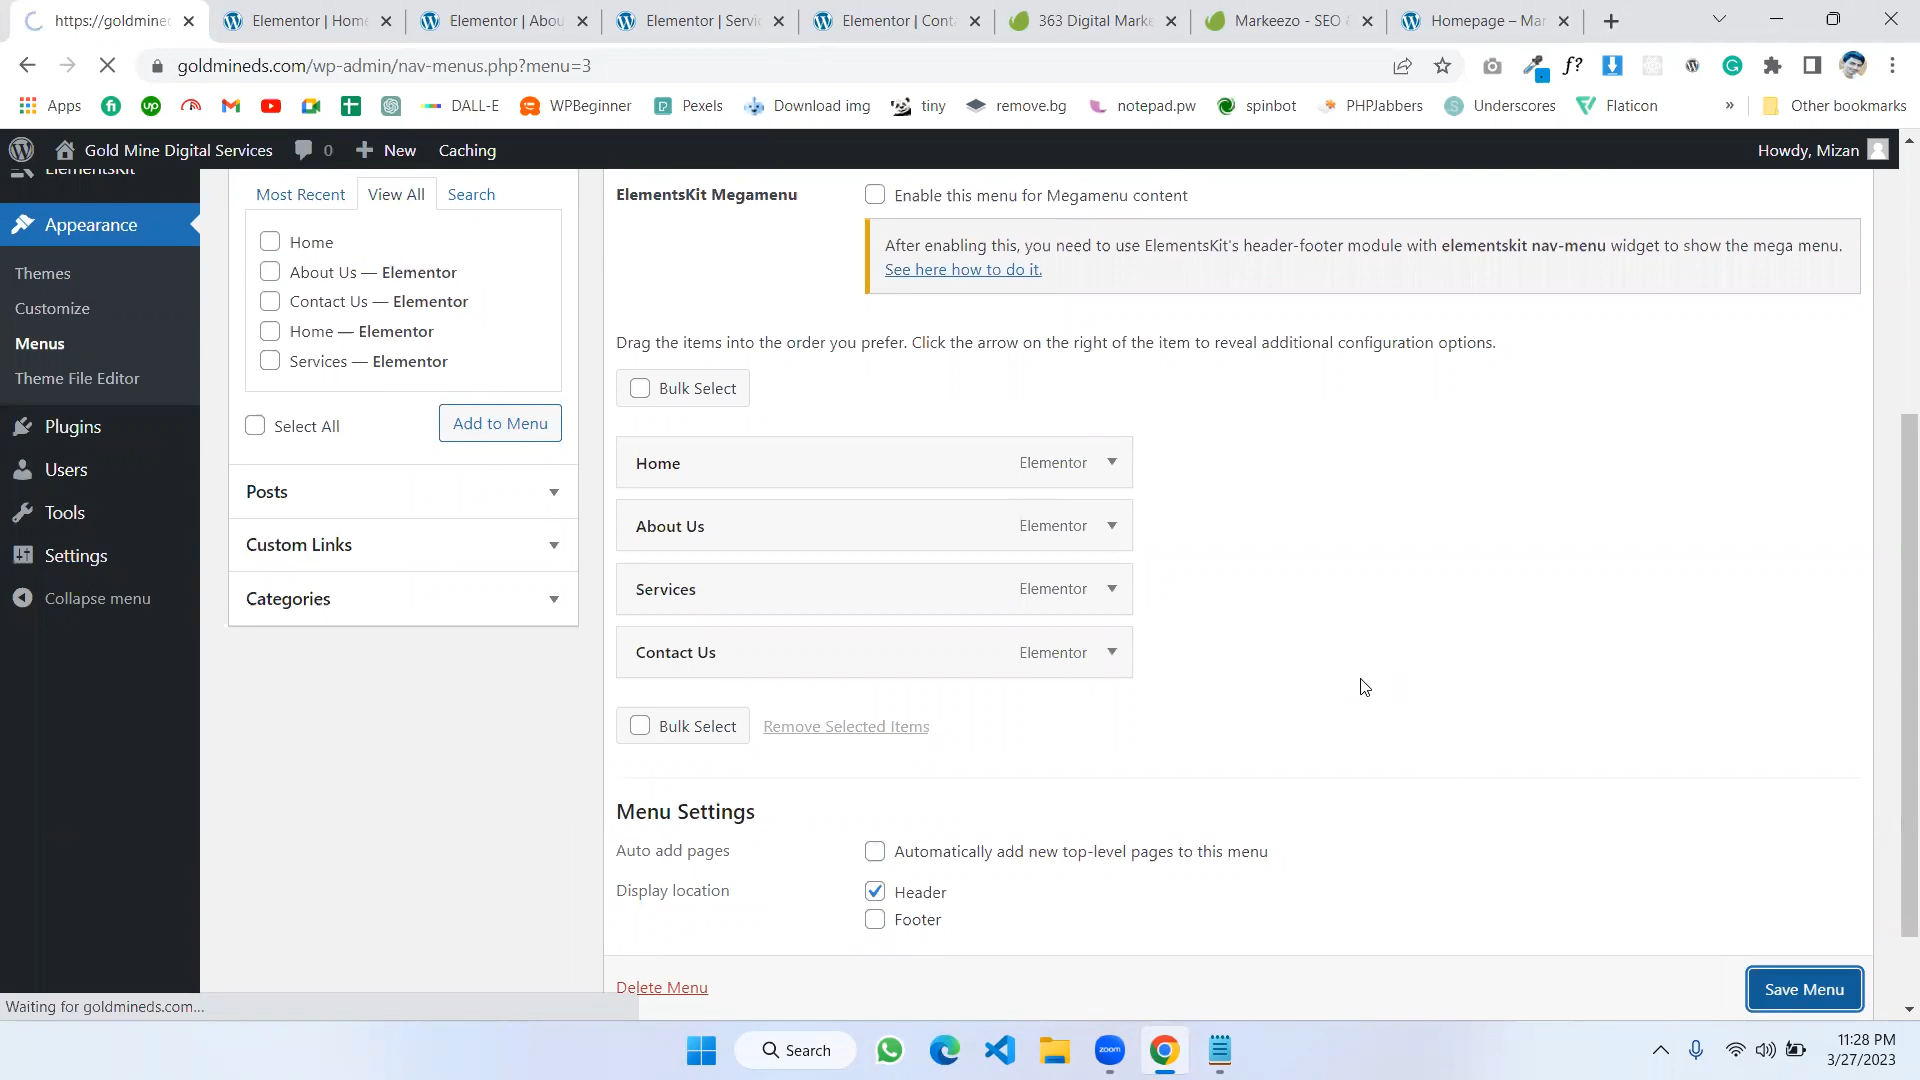 https://goldmined
Elementor | Hom
Elementor | Abou
Elementor | Servi
Elementor | Cont
363 Digital Marke
Markeezo - SEO &
Homepage – Mar
goldmineds.com/wp-admin/nav-menus.php?menu=3
f?
Apps
up
DALL-E
WPBeginner
Pexels
Download img
tiny
remove.bg
notepad.pw
spinbot
PHPJabbers
Underscores
Flaticon
»
Other bookmarks
Gold Mine Digital Services
0
New
Caching
Howdy, Mizan
ElementsKit
Appearance
Themes
Customize
Menus
Theme File Editor
Plugins
Users
Tools
Settings
Collapse menu
Most Recent
View All
Search
Home
About Us — Elementor
Contact Us — Elementor
Home — Elementor
Services — Elementor
Select All
Add to Menu
Posts
Custom Links
Categories
ElementsKit Megamenu
Enable this menu for Megamenu content
After enabling this, you need to use ElementsKit's header-footer module with elementskit nav-menu widget to show the mega menu.
See here how to do it.
Drag the items into the order you prefer. Click the arrow on the right of the item to reveal additional configuration options.
Bulk Select
Home Elementor
About Us Elementor
Services Elementor
Contact Us Elementor
Bulk Select Remove Selected Items
Menu Settings
Auto add pages
Automatically add new top-level pages to this menu
Display location
Header
Footer
Delete Menu
Save Menu
Waiting for goldmineds.com...
Search
zoom
11:28 PM
3/27/2023